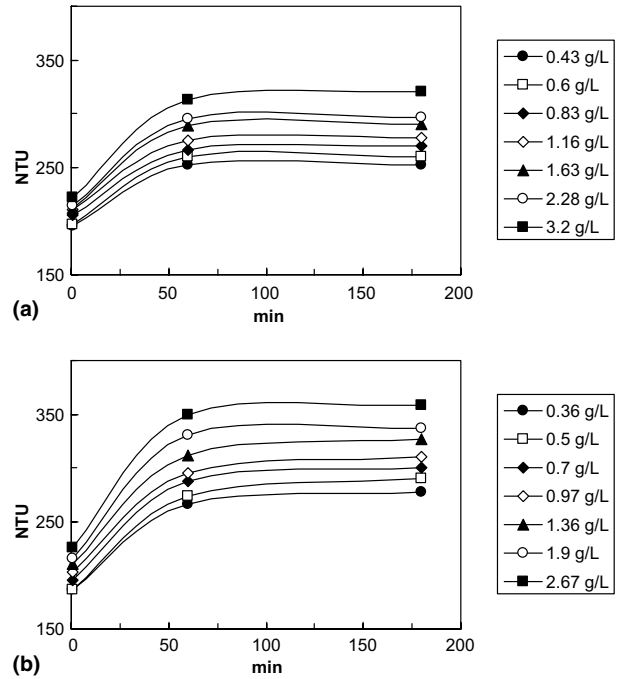 350
250
150
NTU
0
50
100
150
200
min
(a)
0.43 g/L
0.6 g/L
0.83 g/L
1.16 g/L
1.63 g/L
2.28 g/L
3.2 g/L
350
250
150
NTU
0
50
100
150
200
min
(b)
0.36 g/L
0.5 g/L
0.7 g/L
0.97 g/L
1.36 g/L
1.9 g/L
2.67 g/L